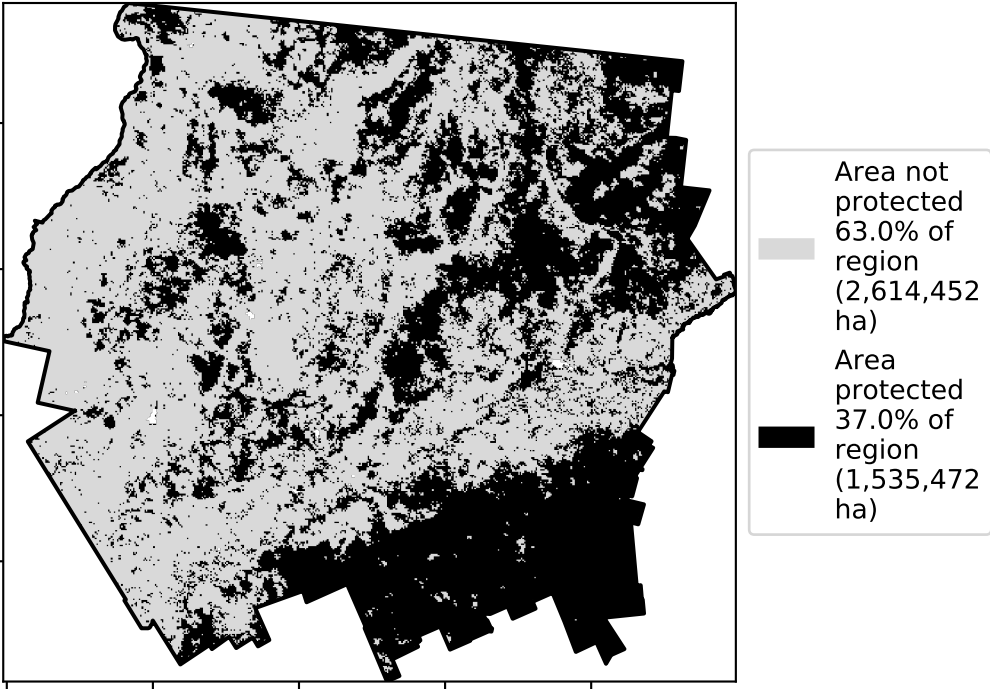 Area not
protected
63.0% of
region
(2,614,452
ha)
Area
protected
37.0% of
region
(1,535,472
ha)